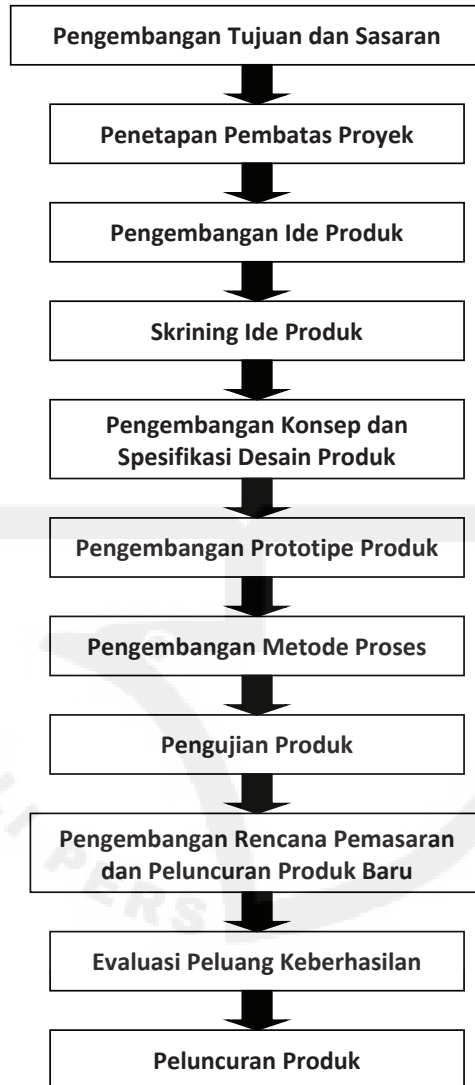 Pengembangan Tujuan dan Sasaran
Penetapan Pembatas Proyek
Pengembangan Ide Produk
Skrining Ide Produk
Pengembangan Konsep dan
Spesifikasi Desain Produk
Pengembangan Prototipe Produk
Pengembangan Metode Proses
Pengujian Produk
Pengembangan Rencana Pemasaran
dan Peluncuran Produk Baru
Evaluasi Peluang Keberhasilan
Peluncuran Produk